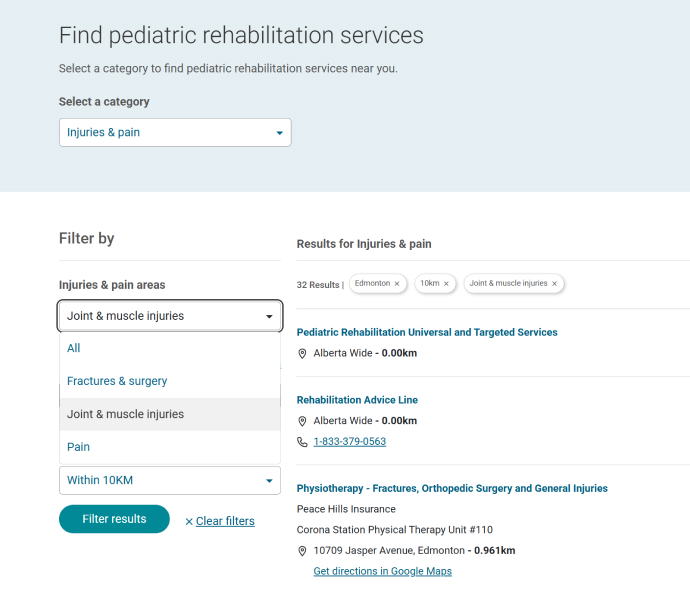 Find pediatric rehabilitation services
Select a category to find pediatric rehabilitation services near you.
Select a category
Injuries & pain
Filter by
Injuries & pain areas
Joint & muscle injuries
All
Fractures & surgery
Joint & muscle injuries
Pain
Within 10KM
Filter results
× Clear filters
Results for Injuries & pain
32 Results | Edmonton × 10km × Joint & muscle injuries ×
Pediatric Rehabilitation Universal and Targeted Services
Alberta Wide - 0.00km
Rehabilitation Advice Line
Alberta Wide - 0.00km
1-833-379-0563
Physiotherapy - Fractures, Orthopedic Surgery and General Injuries
Peace Hills Insurance
Corona Station Physical Therapy Unit #110
10709 Jasper Avenue, Edmonton - 0.961km
Get directions in Google Maps